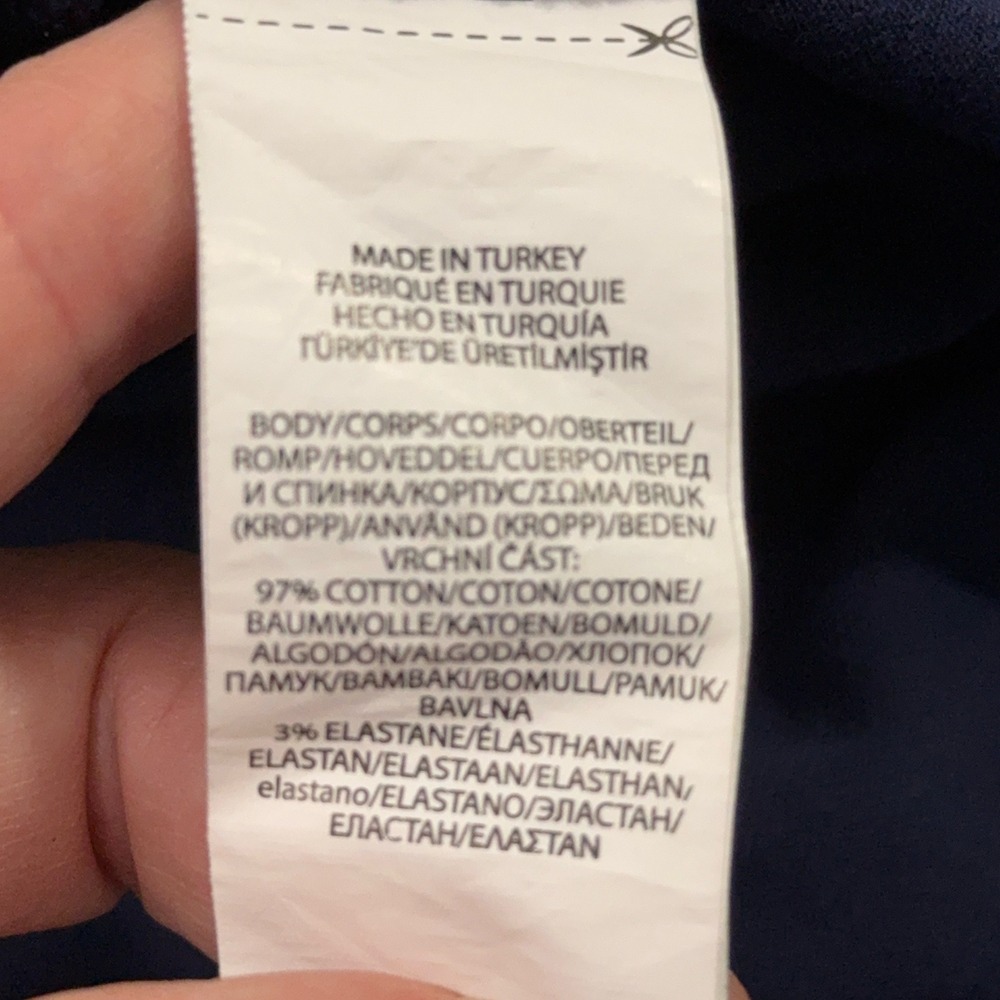 MADE IN TURKEY
FABRIQUÉ EN TURQUIE
HECHO EN TURQUÍA
TÜRKİYE'DE ÜRETİLMİŞTİR
BODY/CORPS/CORPO/OBERTEIL/
ROMP/HOVEDDEL/CUERPO/ПЕРЕД
И СПИНКА/КОРПУС/ΣΩΜΑ/BRUK
(KROPP)/ANVÄND (KROPP)/BEDEN/
VRCHNÍ ČÁST:
97% COTTON/COTON/COTONE/
BAUMWOLLE/KATOEN/BOMULD/
ALGODÓN/ALGODÃO/ХЛОПОК/
ПАМУК/BAMBAKI/BOMULL/PAMUK/
BAVLNA
3% ELASTANE/ÉLASTHANNE/
ELASTAN/ELASTAAN/ELASTHAN/
elastano/ELASTANO/ЭЛАСТАН/
ЕЛАСТАН/ΕΛΑΣΤΑΝ